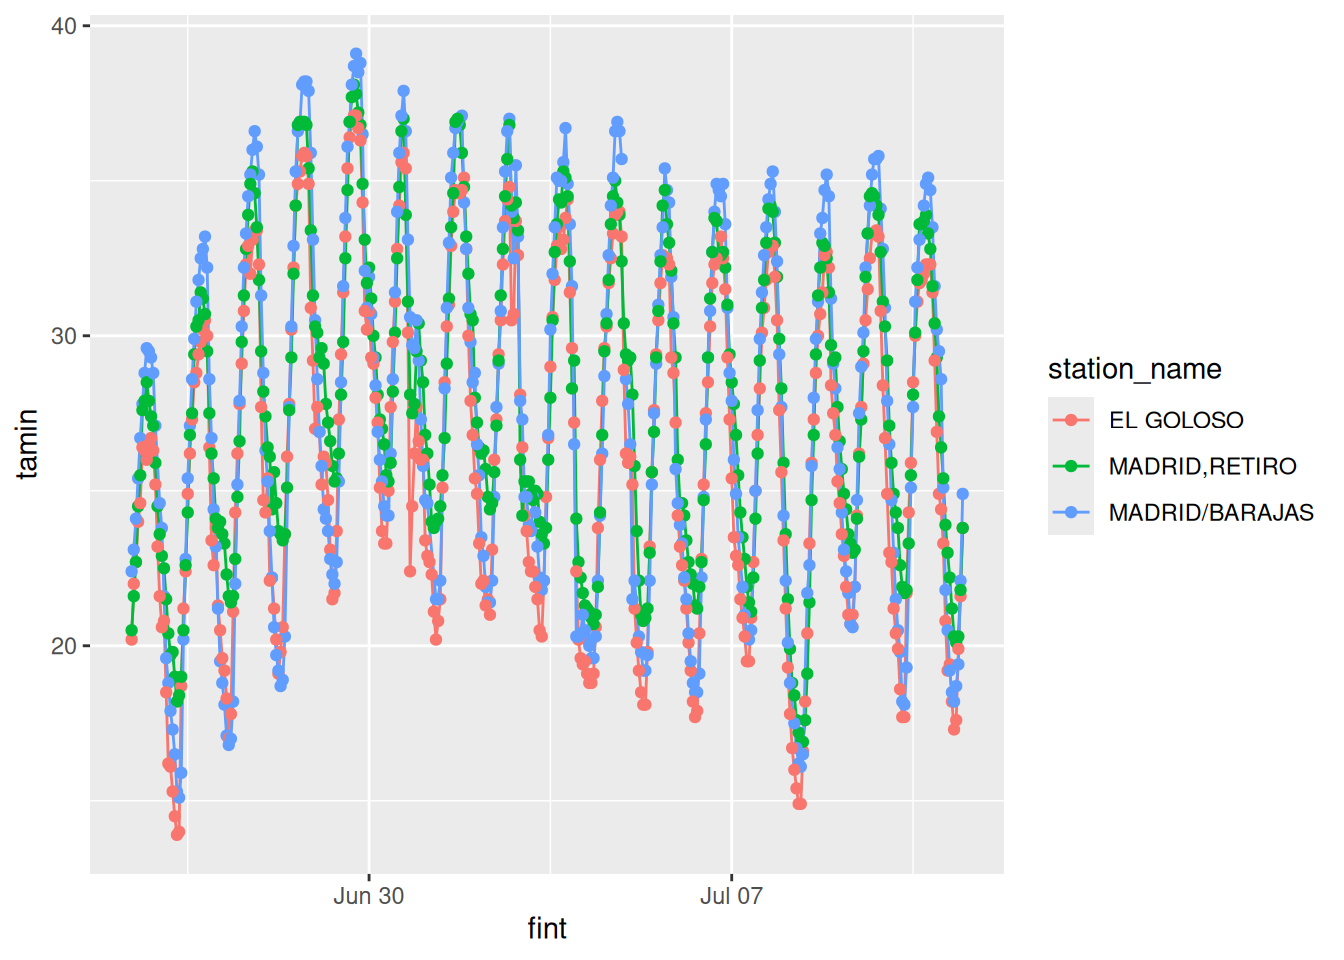 40
30
20
tamin
Jun 30
Jul 07
fint
station_name
EL GOLOSO
MADRID,RETIRO
MADRID/BARAJAS